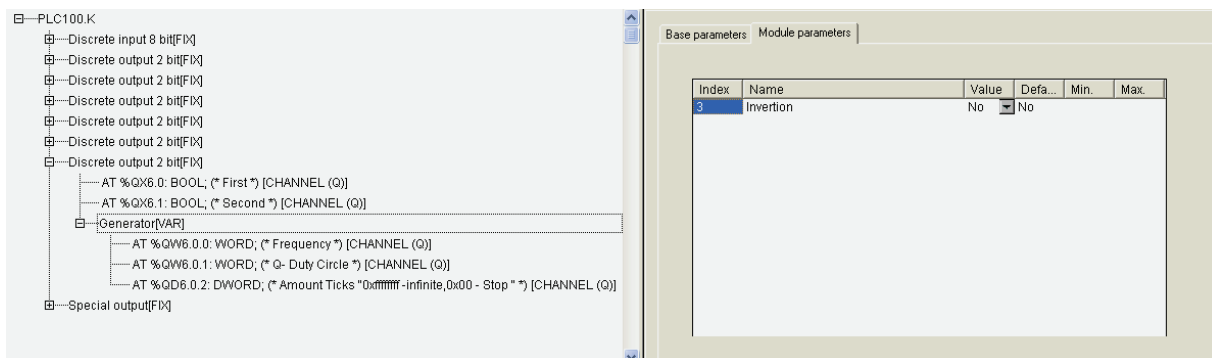 PLC100.K
Discrete input 8 bit[FIX]
Discrete output 2 bit[FIX]
Discrete output 2 bit[FIX]
Discrete output 2 bit[FIX]
Discrete output 2 bit[FIX]
Discrete output 2 bit[FIX]
Discrete output 2 bit[FIX]
AT %QX6.0: BOOL; (* First *) [CHANNEL (Q)]
AT %QX6.1: BOOL; (* Second *) [CHANNEL (Q)]
Generator[VAR]
AT %QW6.0.0: WORD; (* Frequency *) [CHANNEL (Q)]
AT %QW6.0.1: WORD; (* Q- Duty Circle *) [CHANNEL (Q)]
AT %QD6.0.2: DWORD; (* Amount Ticks "0xffffffff -infinite,0x00 - Stop " *) [CHANNEL (Q)]
Special output[FIX]
Base parameters Module parameters
Index Name Value Defa... Min. Max.
3 Invertion No No